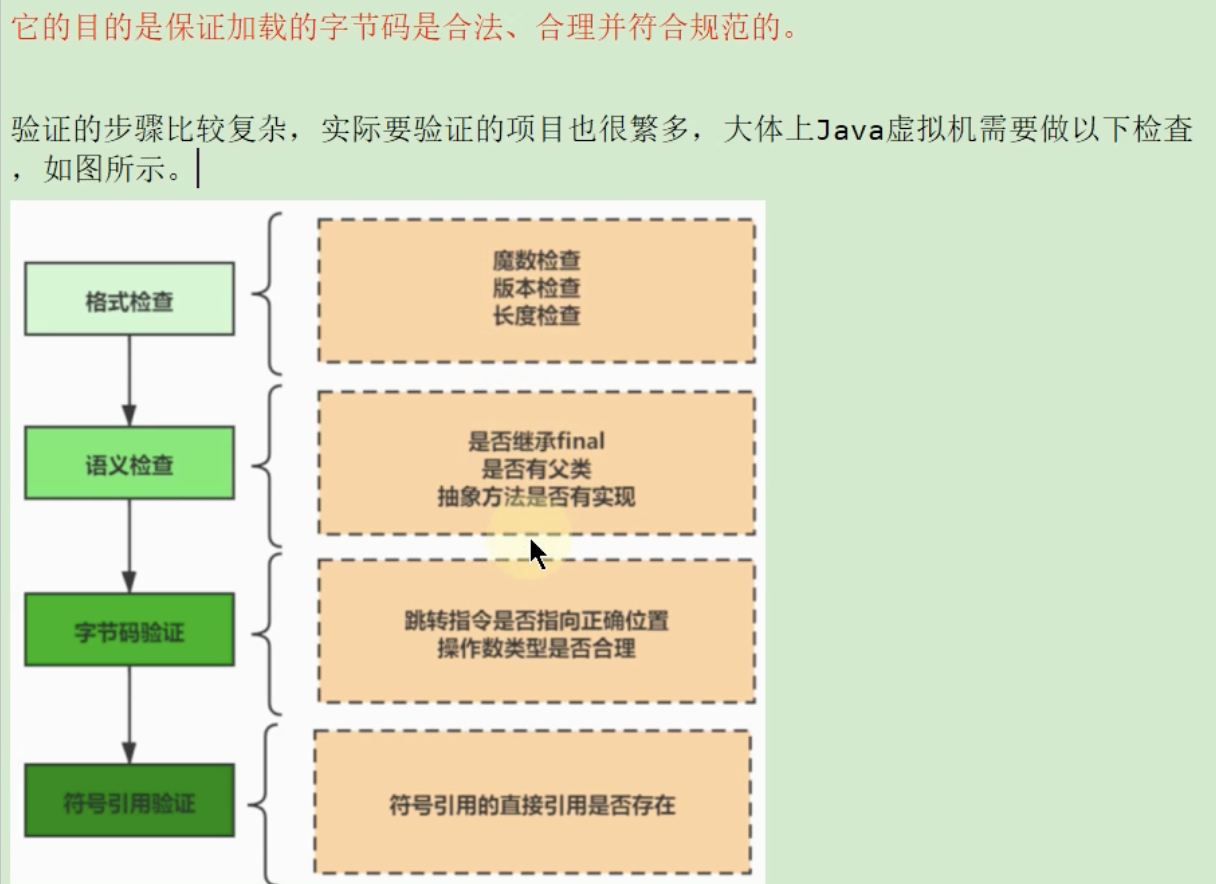 它的目的是保证加载的字节码是合法、合理并符合规范的。
验证的步骤比较复杂，实际要验证的项目也很繁多，大体上Java虚拟机需要做以下检查
，如图所示。
格式检查
魔数检查
版本检查
长度检查
语义检查
是否继承final
是否有父类
抽象方法是否有实现
字节码验证
跳转指令是否指向正确位置
操作数类型是否合理
符号引用验证
符号引用的直接引用是否存在